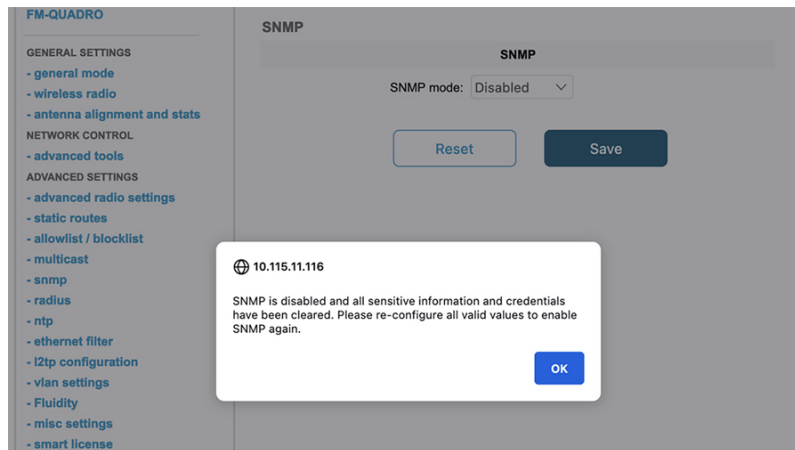 FM-QUADRO
GENERAL SETTINGS
- general mode
- wireless radio
- antenna alignment and stats
NETWORK CONTROL
- advanced tools
ADVANCED SETTINGS
- advanced radio settings
- static routes
- allowlist / blocklist
- multicast
- snmp
- radius
- ntp
- ethernet filter
- l2tp configuration
- vlan settings
- Fluidity
- misc settings
- smart license
SNMP
SNMP
SNMP mode: Disabled
Reset Save
10.115.11.116
SNMP is disabled and all sensitive information and credentials
have been cleared. Please re-configure all valid values to enable
SNMP again.
OK